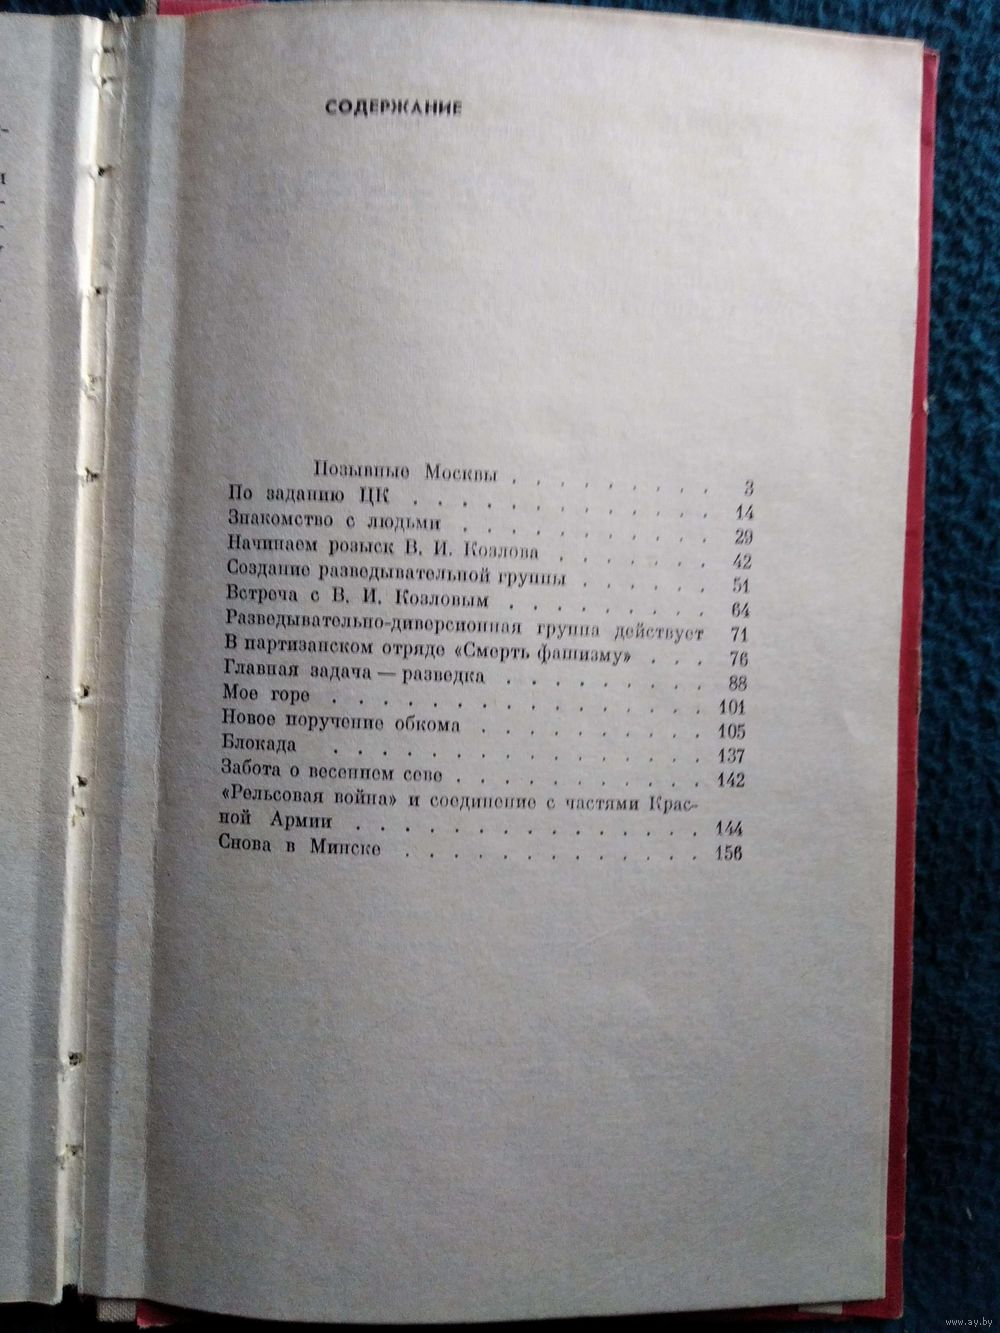 СОДЕРЖАНИЕ
Позывные Москвы . . . . . . . . . 3
По заданию ЦК . . . . . . . . . . . . 14
Знакомство с людьми . . . . . . . . . . 29
Начинаем розыск В. И. Козлова . . . . . . 42
Создание разведывательной группы . . . . . 51
Встреча с В. И. Козловым . . . . . . . . 64
Разведывательно-диверсионная группа действует 71
В партизанском отряде «Смерть фашизму» . . . 76
Главная задача — разведка . . . . . . . . 88
Мое горе . . . . . . . . . . . . . . . 101
Новое поручение обкома . . . . . . . . . 105
Блокада . . . . . . . . . . . . . . . 137
Забота о весеннем севе . . . . . . . . . . 142
«Рельсовая война» и соединение с частями Крас-
ной Армии . . . . . . . . . . . . . . 144
Снова в Минске . . . . . . . . . . . . 156
www.ay.by